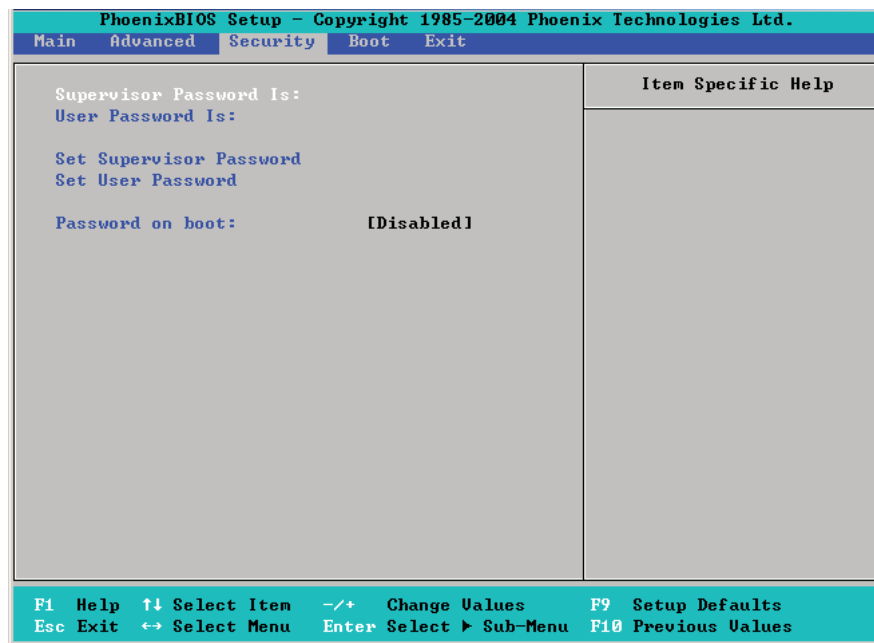 PhoenixBIOS Setup - Copyright 1985-2004 Phoenix Technologies Ltd.
Main Advanced Security Boot Exit
Item Specific Help
Supervisor Password Is:
User Password Is:
Set Supervisor Password
Set User Password
Password on boot: [Disabled]
F1 Help ↑↓ Select Item -/+ Change Values F9 Setup Defaults
Esc Exit ↔ Select Menu Enter Select ▶ Sub-Menu F10 Previous Values